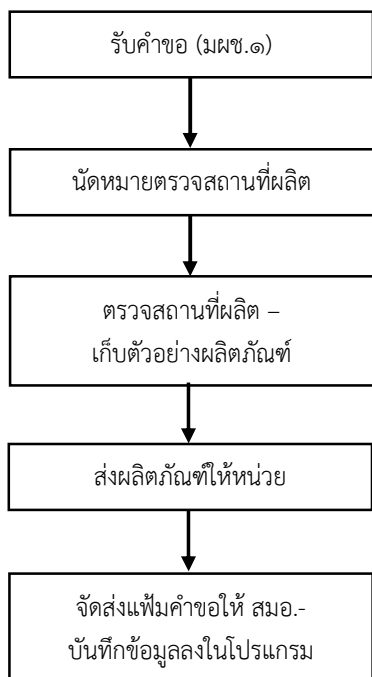 รับคำขอ (มผช.๑)
นัดหมายตรวจสถานที่ผลิต
ตรวจสถานที่ผลิต –
เก็บตัวอย่างผลิตภัณฑ์
ส่งผลิตภัณฑ์ให้หน่วย
จัดส่งแฟ้มคำขอให้ สมอ.-
บันทึกข้อมูลลงในโปรแกรม